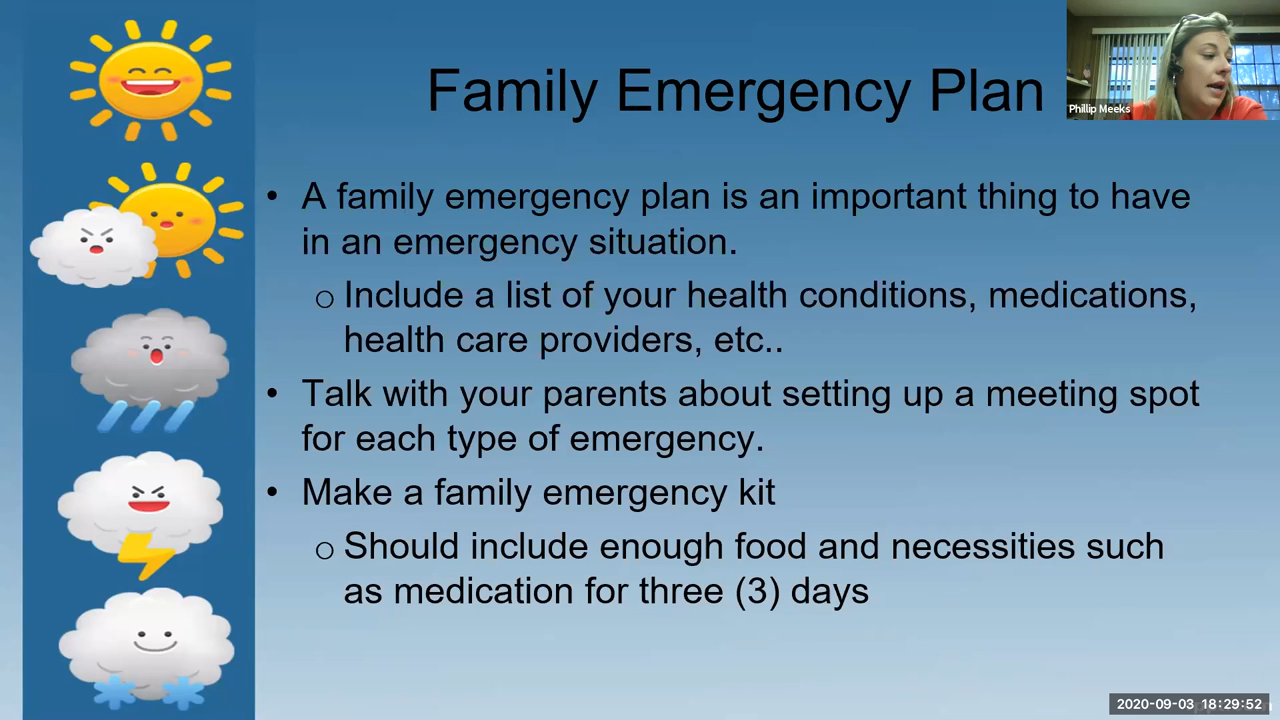 Family Emergency Plan
Phillip Meeks
• A family emergency plan is an important thing to have
in an emergency situation.
o Include a list of your health conditions, medications,
health care providers, etc..
• Talk with your parents about setting up a meeting spot
for each type of emergency.
• Make a family emergency kit
o Should include enough food and necessities such
as medication for three (3) days
2020-09-03 18:29:52